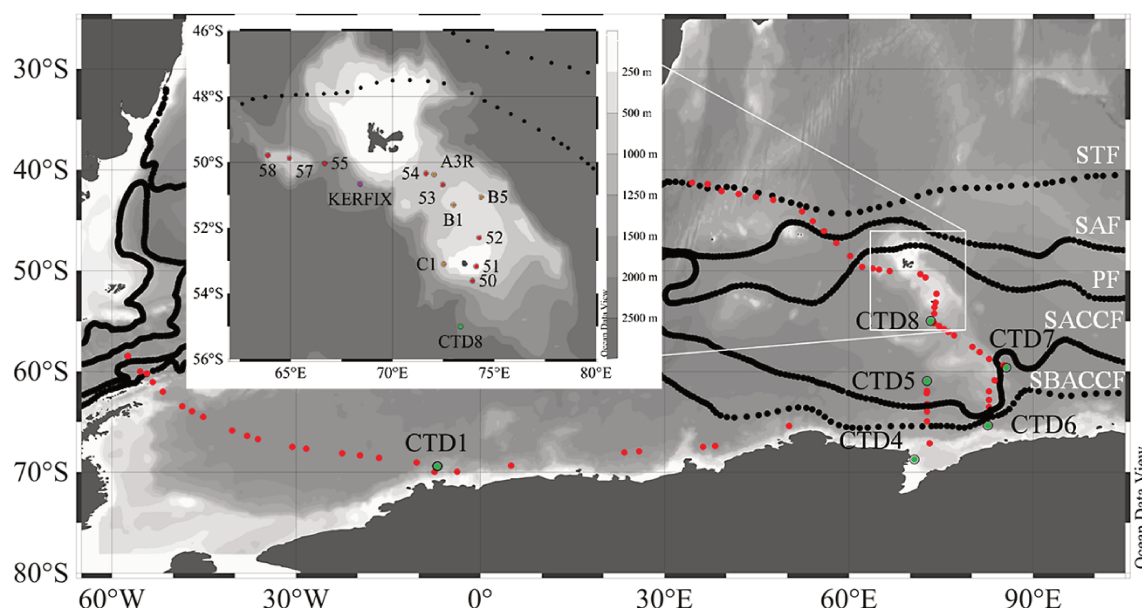 30°S
40°S
50°S
60°S
70°S
80°S
60°W
30°W
0°
30°E
60°E
90°E
46°S
48°S
50°S
52°S
54°S
56°S
65°E
70°E
75°E
80°E
58
57
55
54
A3R
KERFIX
53
B5
B1
52
C1
51
50
CTD8
250 m
500 m
1000 m
1250 m
1500 m
2000 m
2500 m
Ocean Data View
STF
SAF
PF
SACCF
CTD8
CTD7
SBACCF
CTD5
CTD4
CTD6
CTD1
Ocean Data View